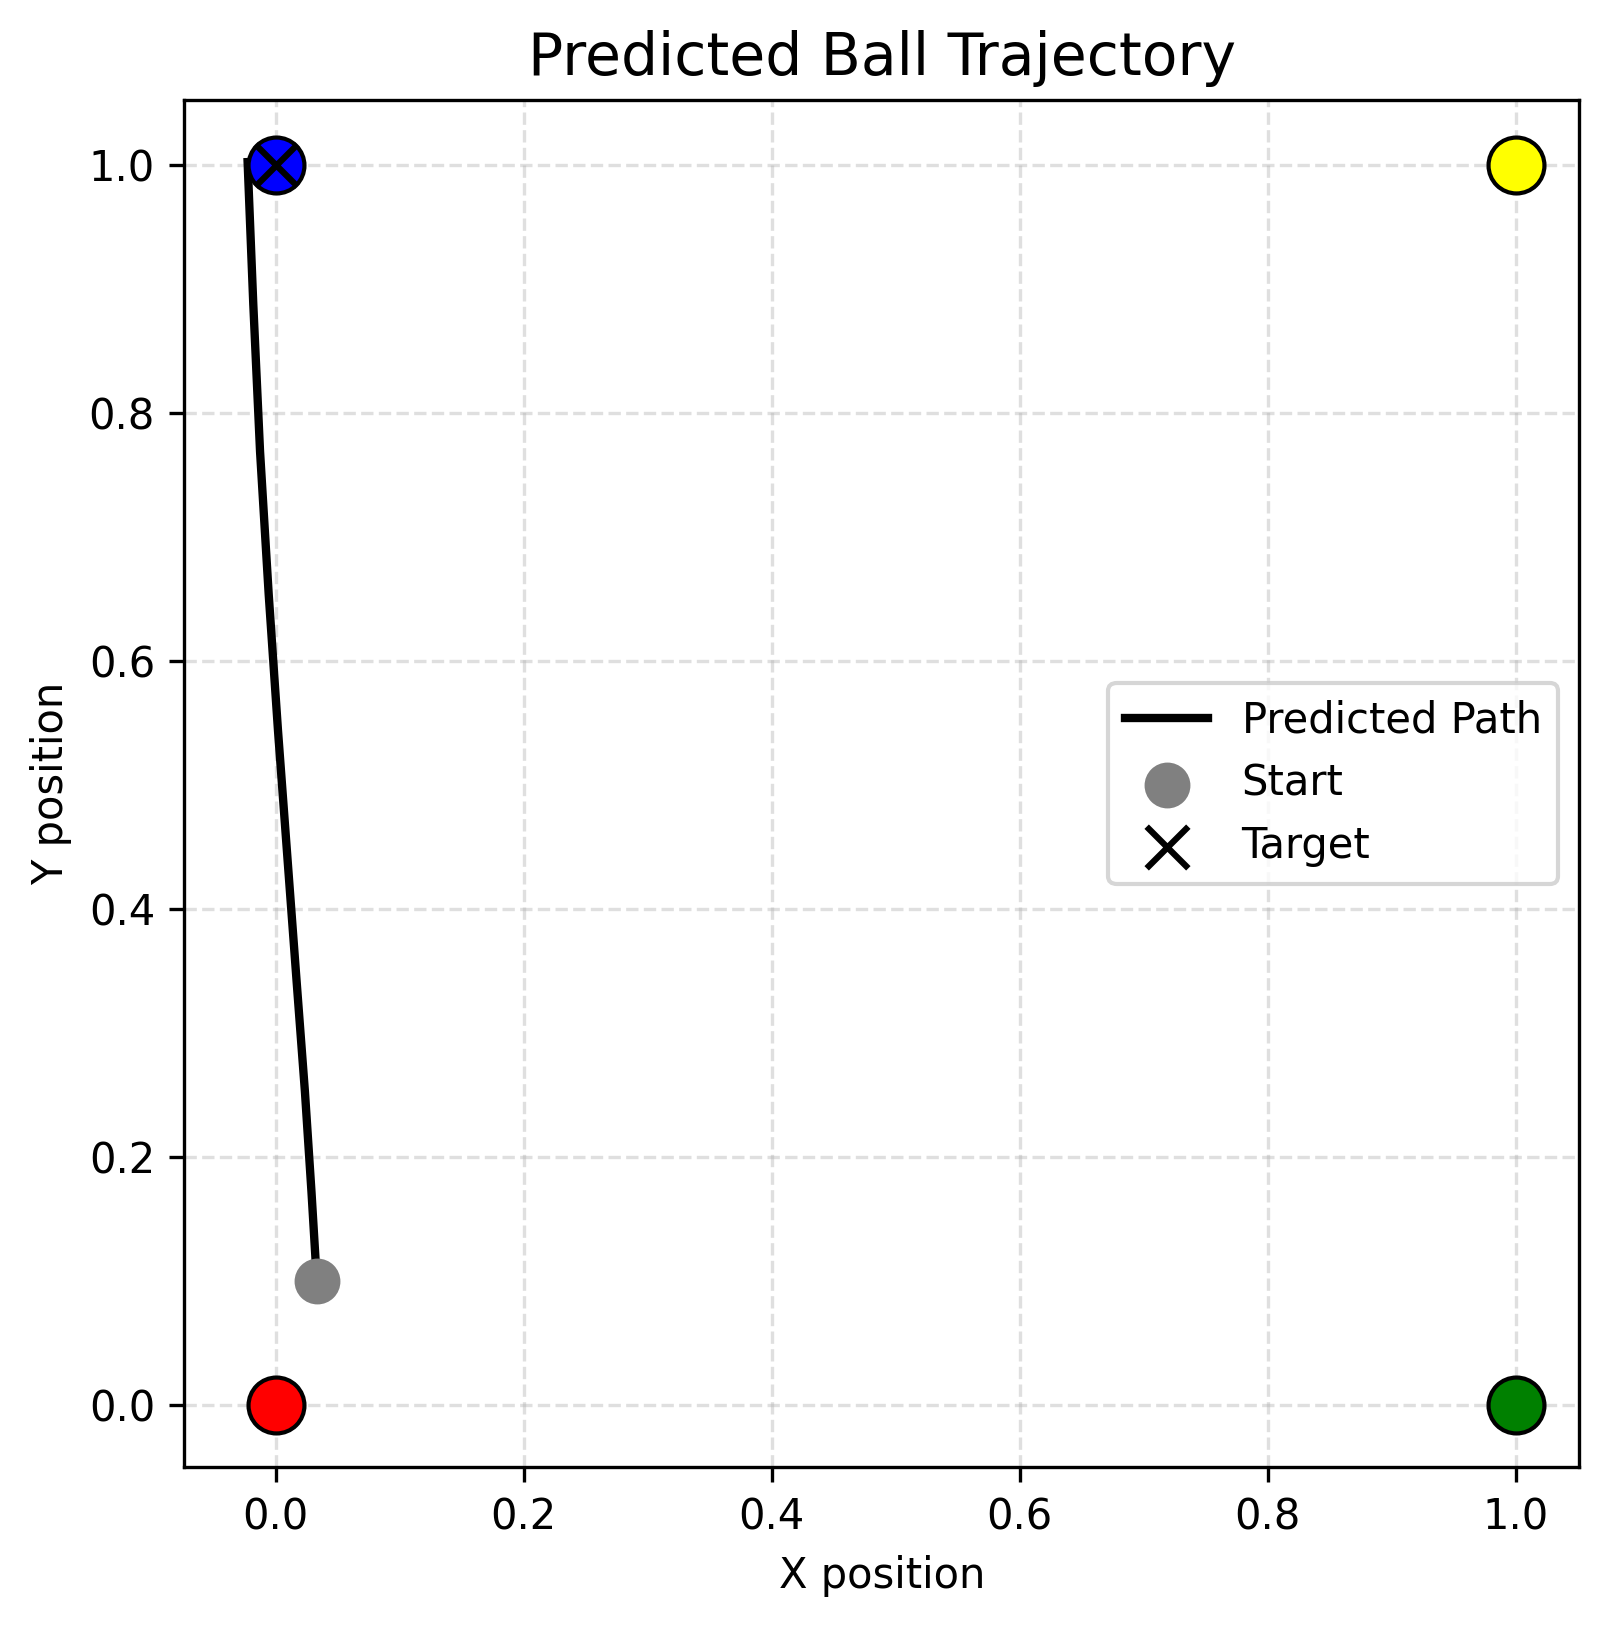 Predicted Ball Trajectory
1.0
0.8
0.6
0.4
0.2
0.0
Y position
Predicted Path
Start
Target
0.0 0.2 0.4 0.6 0.8 1.0
X position